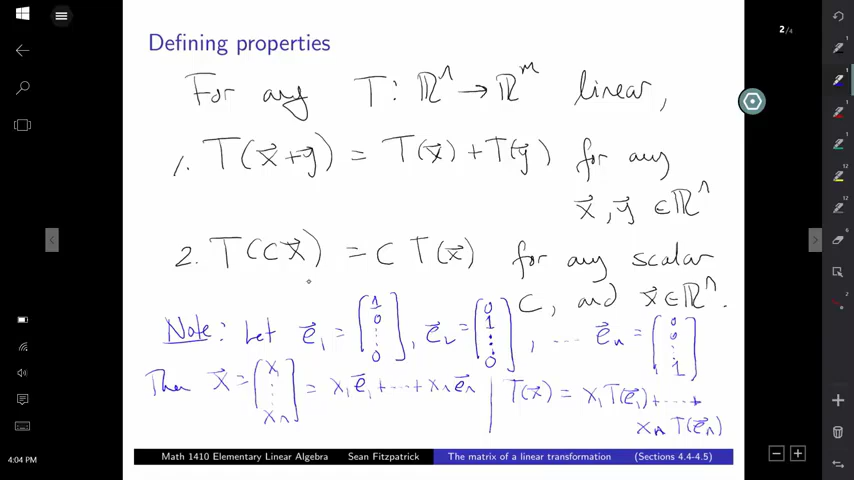 2/4
Defining properties
For any T: ℝⁿ → ℝᵐ linear,
1. T(x⃗+y⃗) = T(x⃗) + T(y⃗) for any
x⃗, y⃗ ∈ ℝⁿ
2. T(cx⃗) = c T(x⃗) for any scalar
c, and x⃗ ∈ ℝⁿ.
Note: Let e⃗₁ = [1 0 ⋮ 0], e⃗₂ = [0 1 ⋮ 0], ... e⃗ₙ = [0 0 ⋮ 1]
Then x⃗ = [x₁ ⋮ xₙ] = x₁e⃗₁ + ... + xₙe⃗ₙ | T(x⃗) = x₁T(e⃗₁) + ... +
xₙ T(e⃗ₙ)
Math 1410 Elementary Linear Algebra Sean Fitzpatrick The matrix of a linear transformation (Sections 4.4-4.5)
4:04 PM